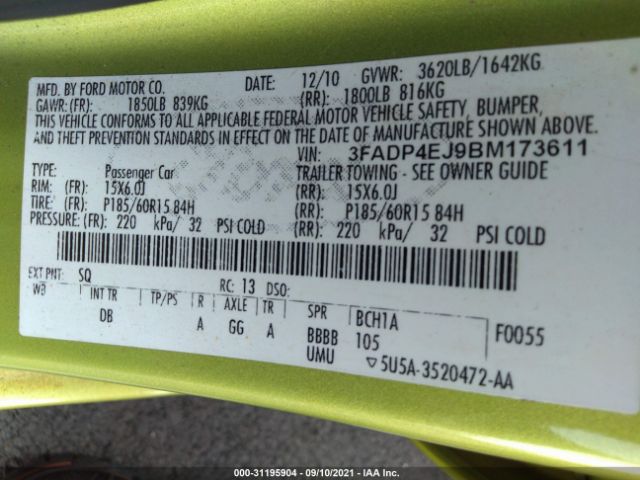 MFD. BY FORD MOTOR CO. DATE: 12/10 GVWR: 3620LB/1642KG
GAWR:(FR): 1850LB 839KG (RR): 1800LB 816KG
THIS VEHICLE CONFORMS TO ALL APPLICABLE FEDERAL MOTOR VEHICLE SAFETY, BUMPER,
AND THEFT PREVENTION STANDARDS IN EFFECT ON THE DATE OF MANUFACTURE SHOWN ABOVE.
VIN: 3FADP4EJ9BM173611
TYPE: Passenger Car TRAILER TOWING - SEE OWNER GUIDE
RIM: (FR): 15X6.0J (RR): 15X6.0J
TIRE: (FR): P185/60R15 84H (RR): P185/60R15 84H
PRESSURE: (FR): 220 kPa/ 32 PSI COLD (RR): 220 kPa/ 32 PSI COLD
EXT PNT: SQ RC: 13 DSO:
WB INT TR TP/PS R AXLE TR SPR BCH1A F0055
DB A GG A BBBB 105
UMU ▽5U5A-3520472-AA
000-31195904 - 09/10/2021 - IAA Inc.